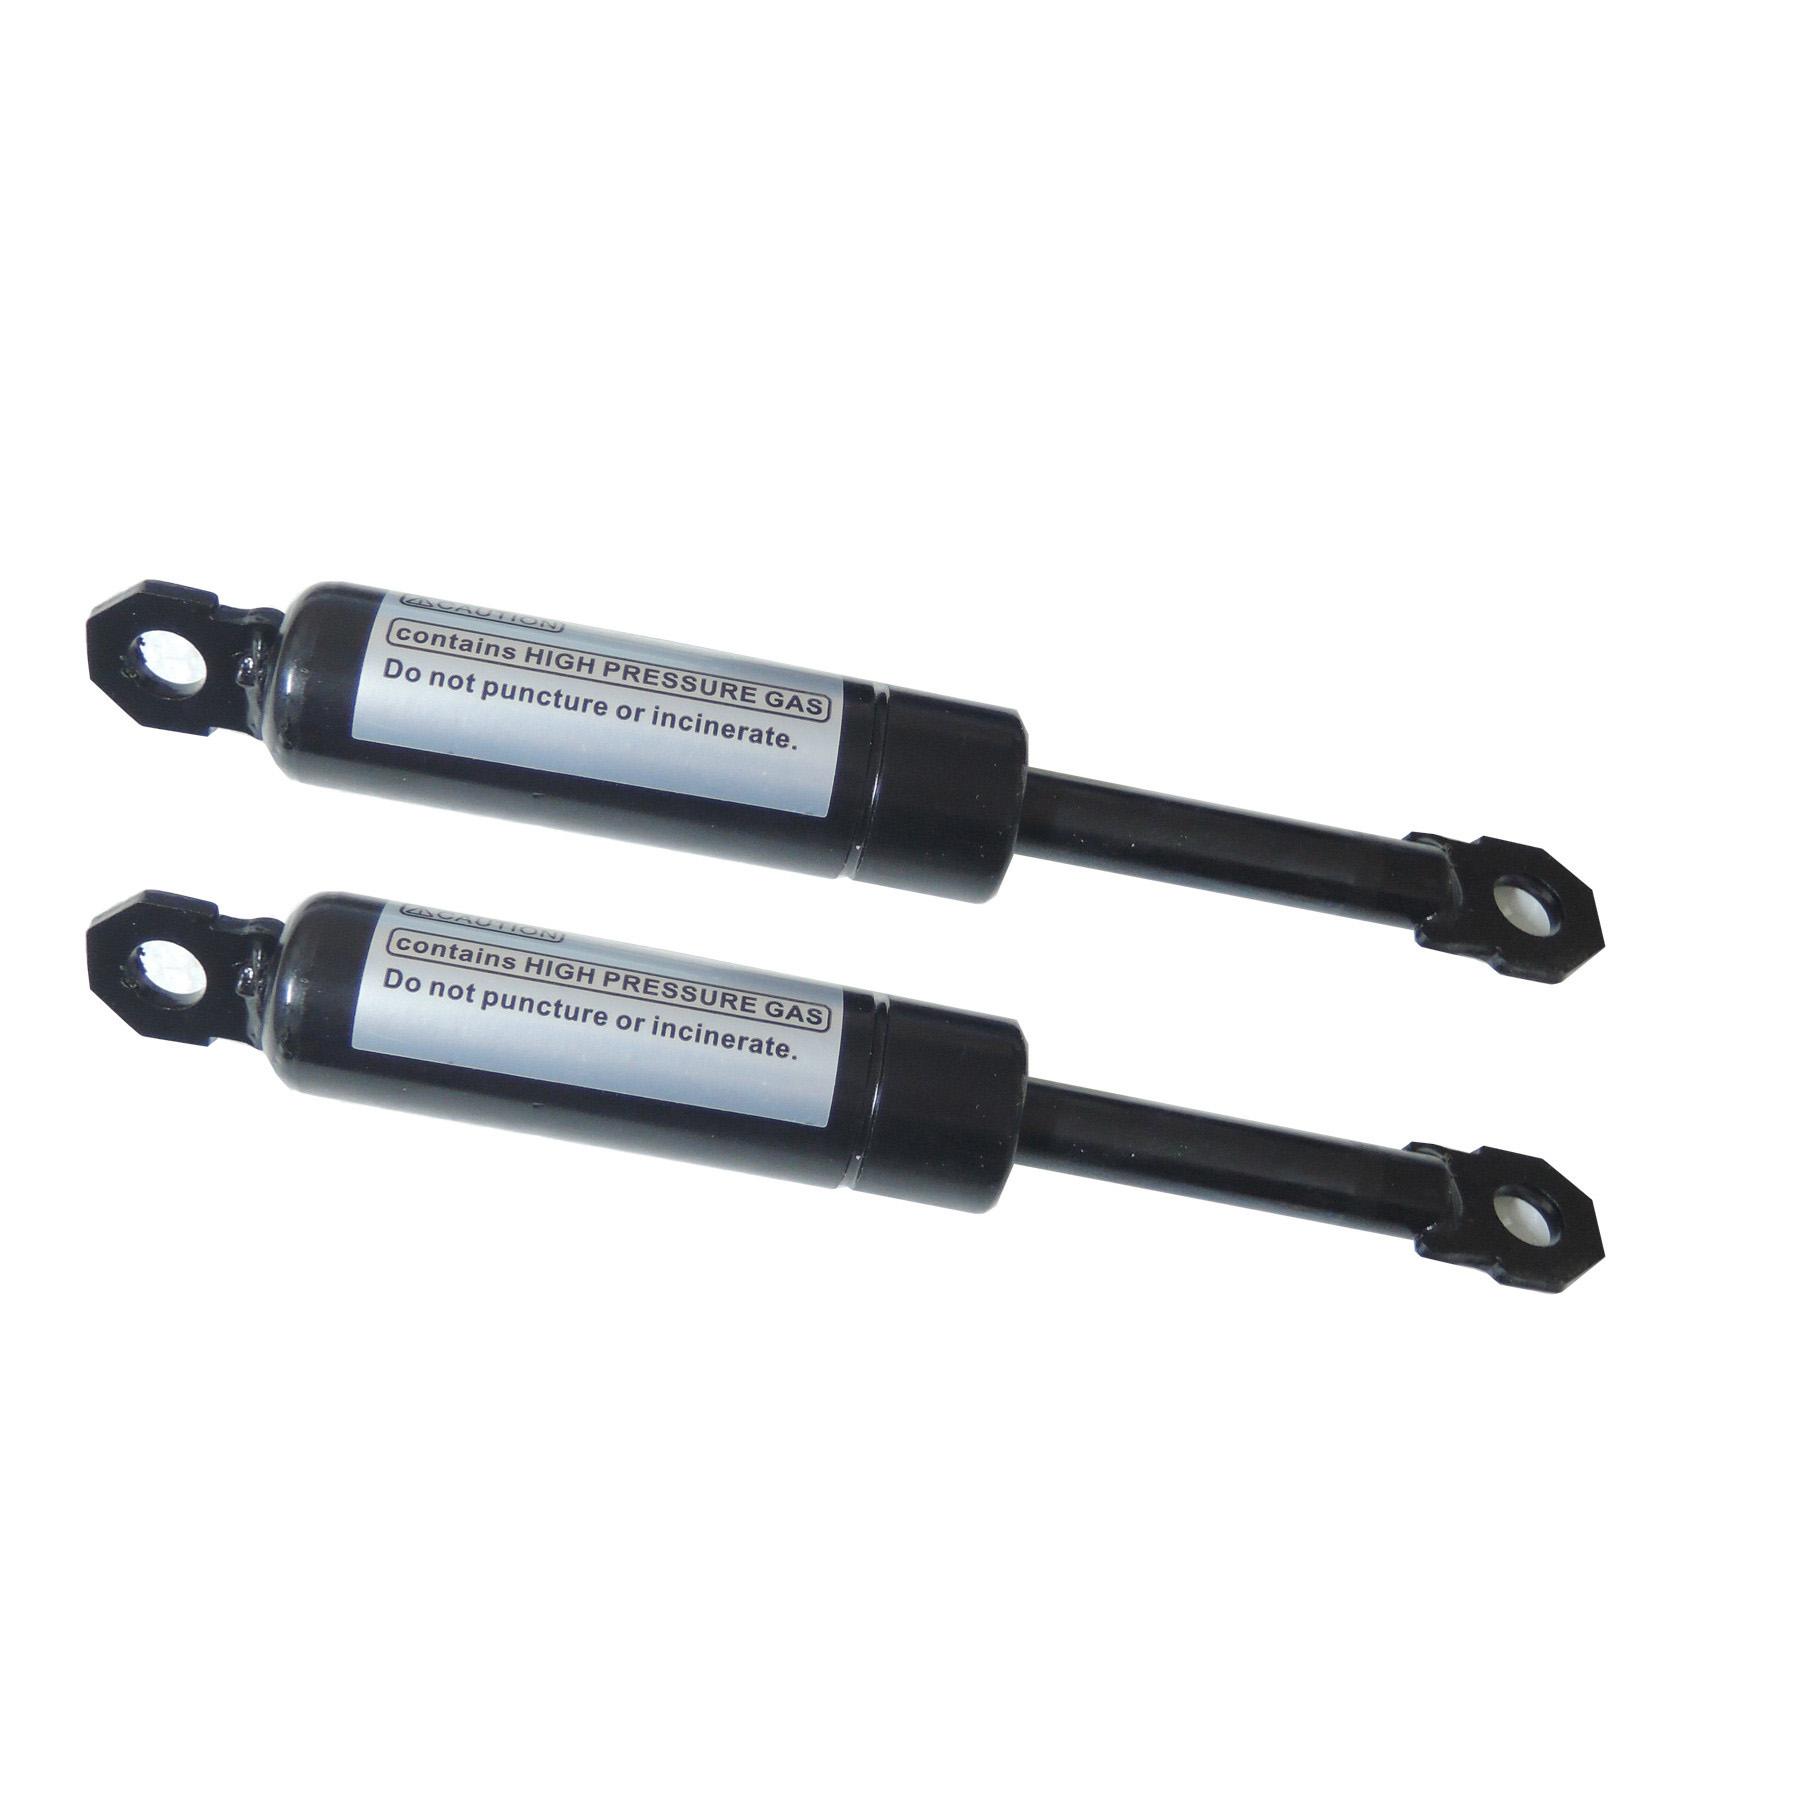 CAUTION
contains HIGH PRESSURE GAS
Do not puncture or incinerate.
CAUTION
contains HIGH PRESSURE GAS
Do not puncture or incinerate.